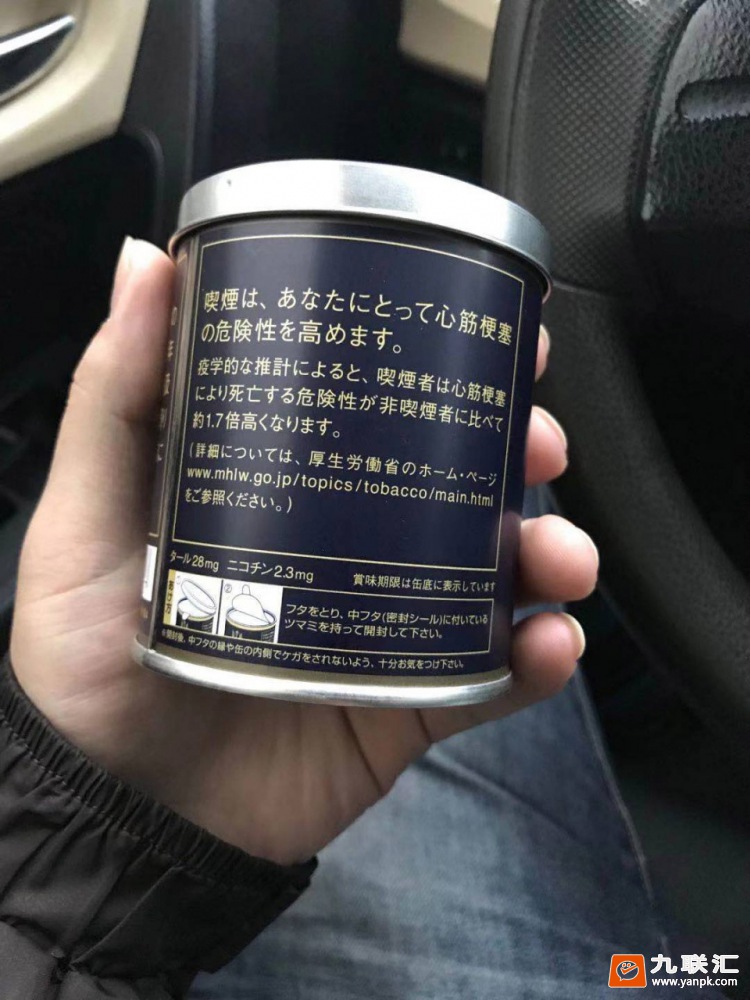 喫煙は、あなたにとって心筋梗塞
の危険性を高めます。
疫学的な推計によると、喫煙者は心筋梗塞
により死亡する危険性が非喫煙者に比べて
約1.7倍高くなります。
(詳細については、厚生労働省のホーム・ページ
www.mhlw.go.jp/topics/tobacco/main.html
をご参照ください。)
タール28mg ニコチン2.3mg 賞味期限は缶底に表示しています
あけ方
① ②
フタをとり、中フタ(密封シール)に付いている
ツマミを持って開封して下さい。
※開封後、中フタの縁や缶の内側でケガをされないよう、十分お気をつけ下さい。
九联汇
www.yanpk.com